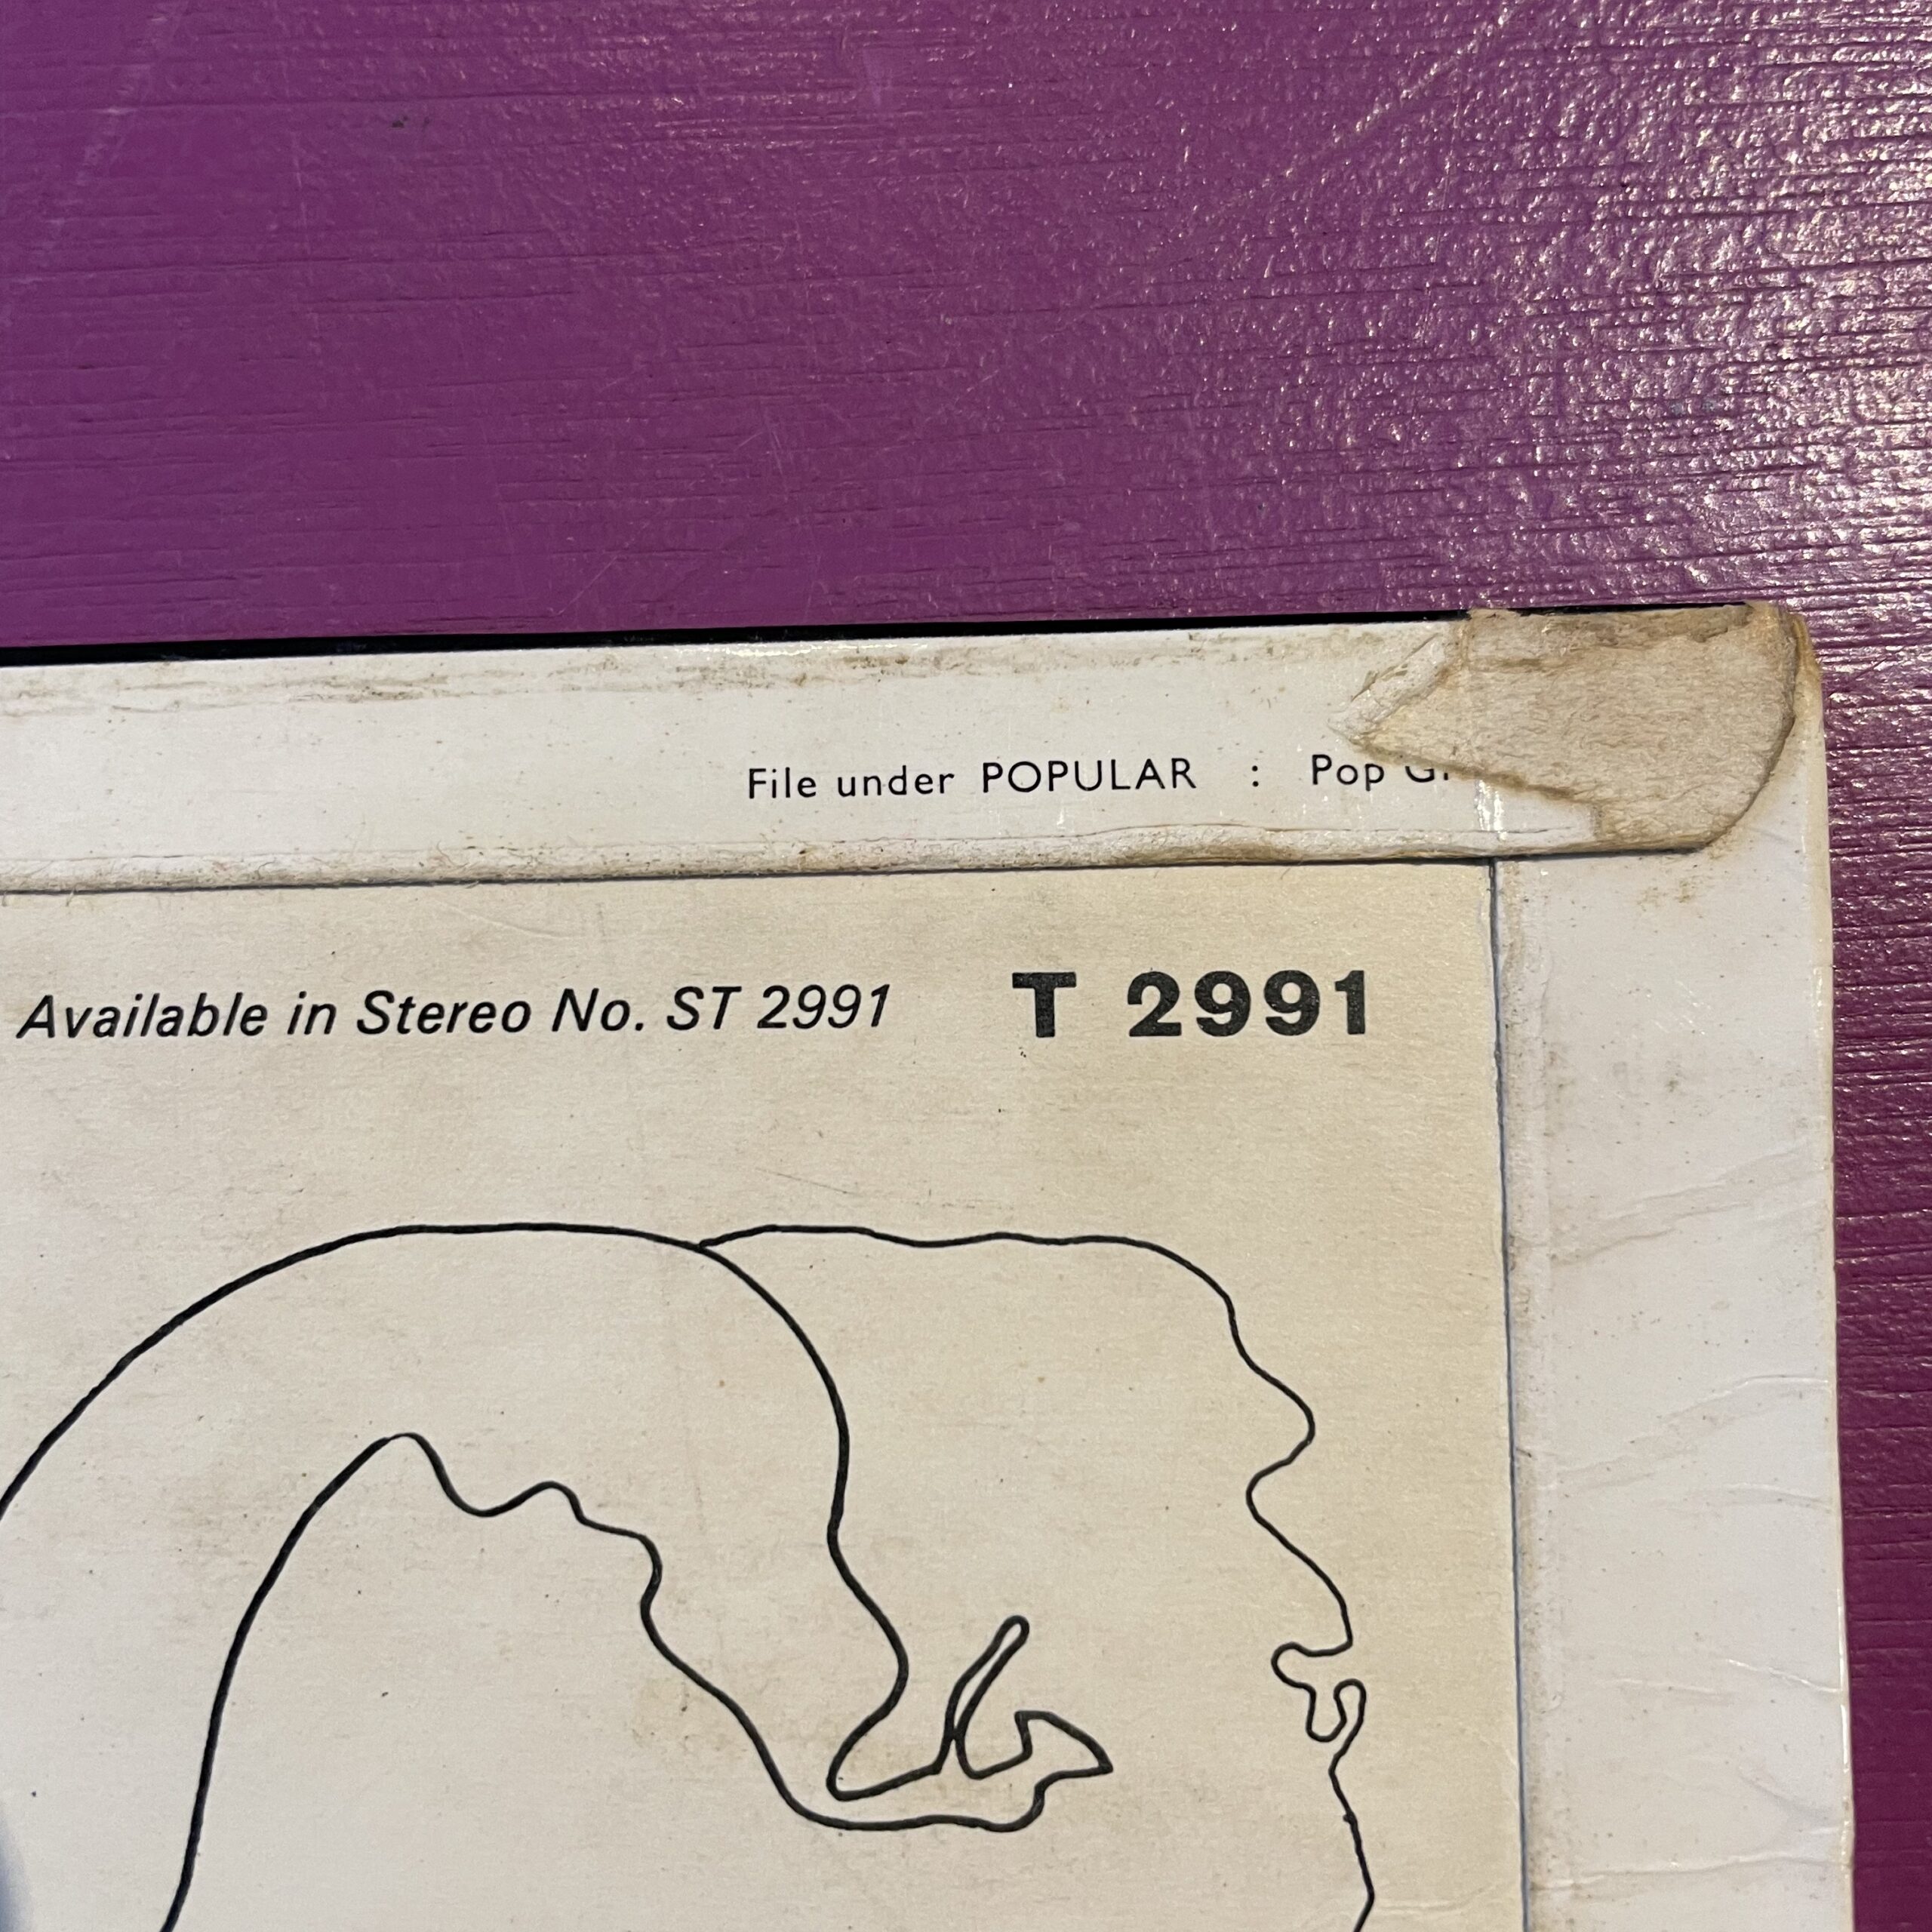 File under POPULAR : Pop
Available in Stereo No. ST 2991 T 2991